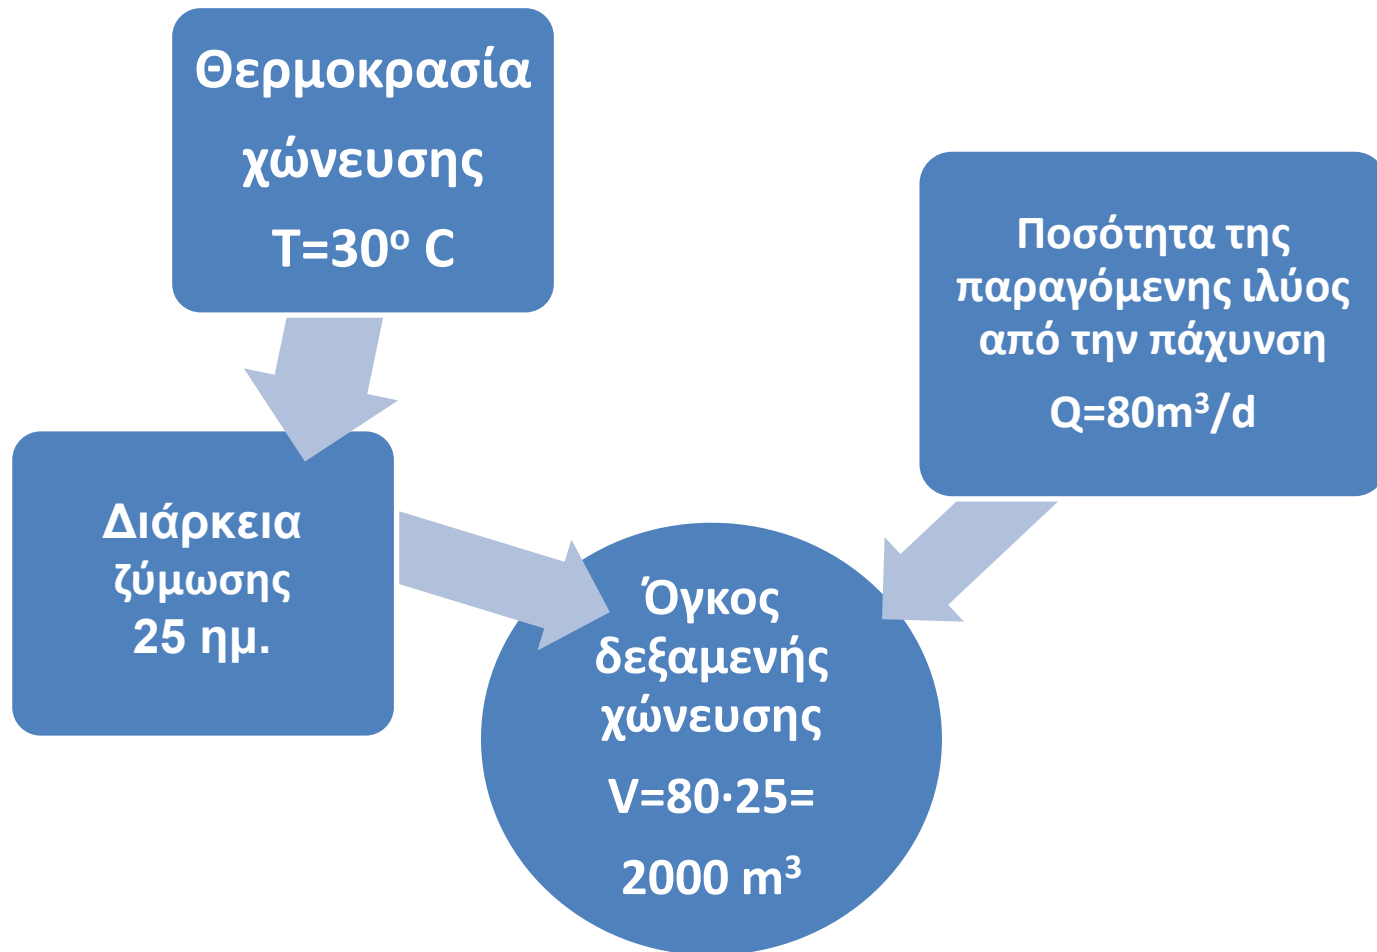 Θερμοκρασία
χώνευσης
Τ=30º C
Ποσότητα της
παραγόμενης ιλύος
από την πάχυνση
Q=80m³/d
Διάρκεια
ζύμωσης
25 ημ.
Όγκος
δεξαμενής
χώνευσης
V=80·25=
2000 m³